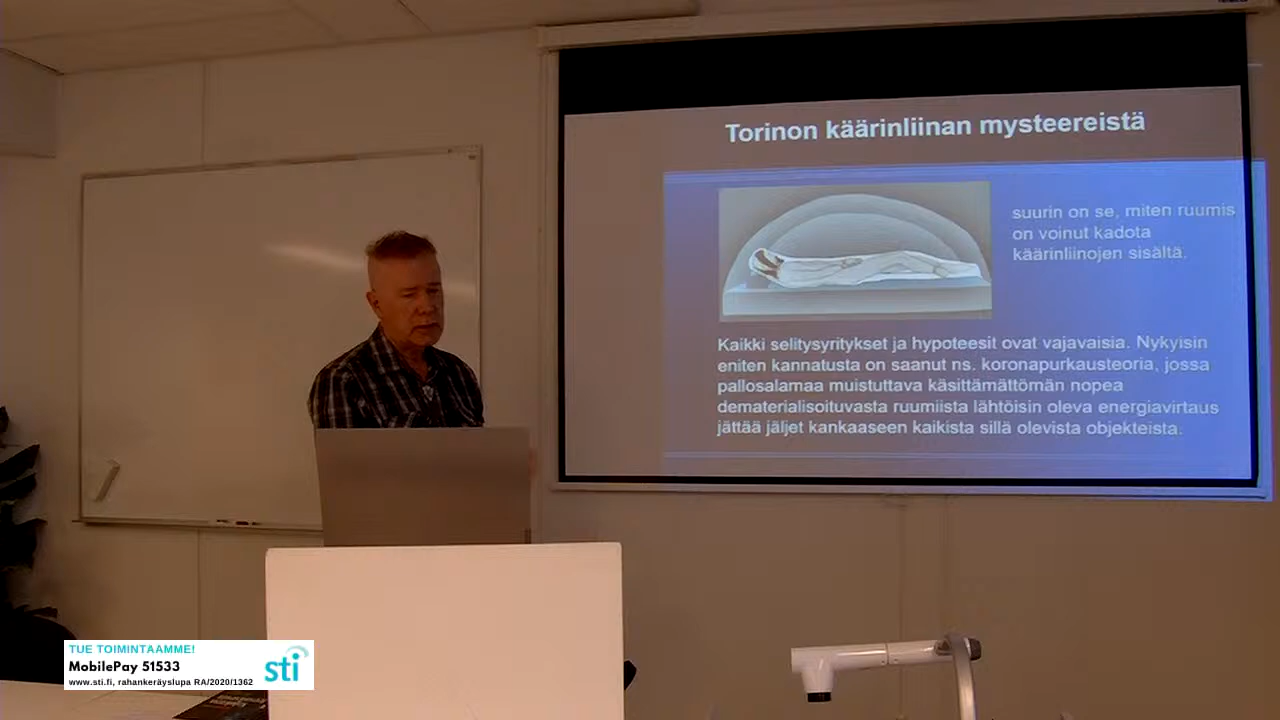 Torinon käärinliinan mysteereistä
suurin on se, miten ruumis
on voinut kadota
käärinliinojen sisältä.
Kaikki selitysyritykset ja hypoteesit ovat vajavaisia. Nykyisin
eniten kannatusta on saanut ns. koronapurkausteoria, jossa
pallosalamaa muistuttava käsittämättömän nopea
dematerialisoituvasta ruumiista lähtöisin oleva energiavirtaus
jättää jäljet kankaaseen kaikista sillä olevista objekteista.
TUE TOIMINTAAMME!
MobilePay 51533
www.sti.fi, rahankeräyslupa RA/2020/1362
sti